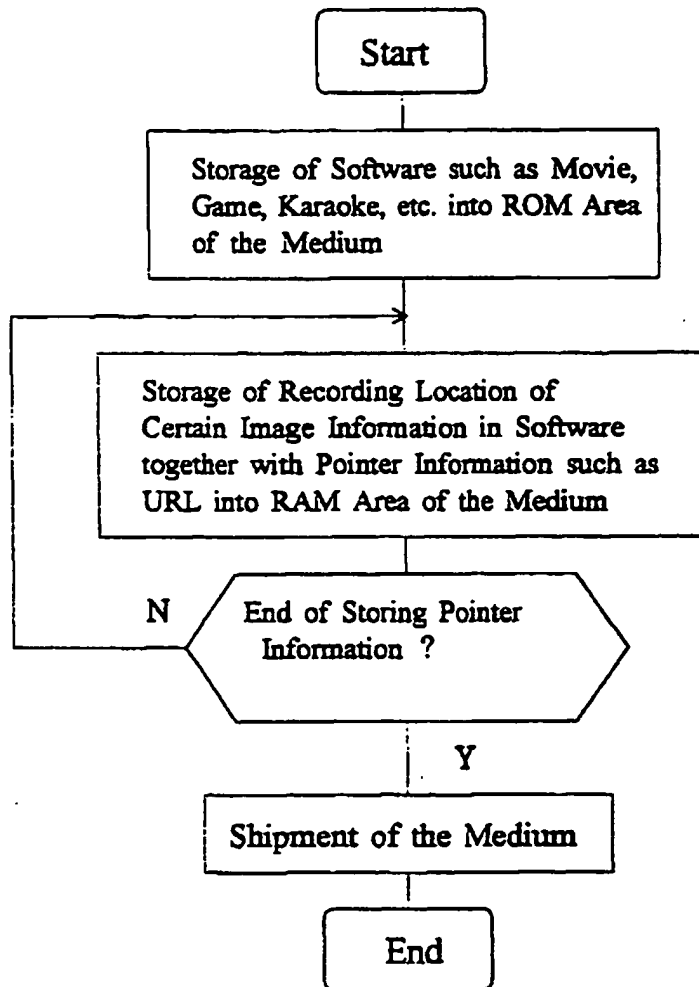 Start
Storage of Software such as Movie,
Game, Karaoke, etc. into ROM Area
of the Medium
Storage of Recording Location of
Certain Image Information in Software
together with Pointer Information such as
URL into RAM Area of the Medium
N
End of Storing Pointer
Information ?
Y
Shipment of the Medium
End